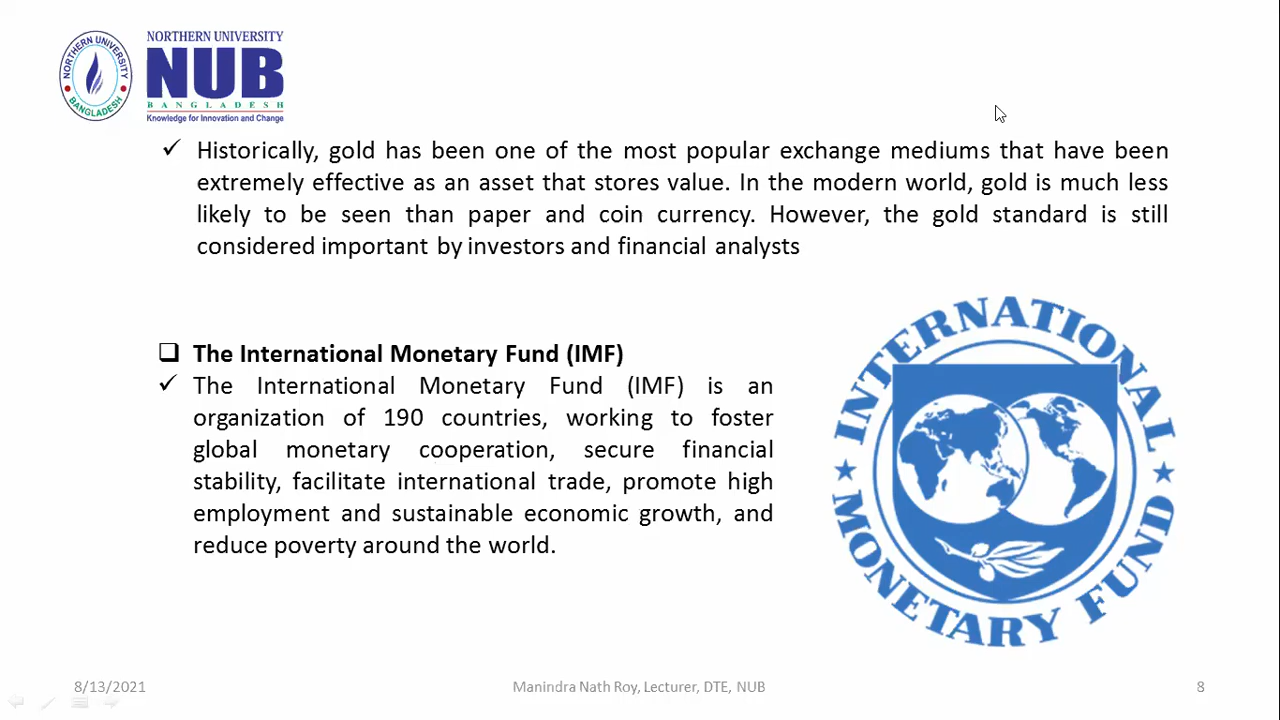 NORTHERN UNIVERSITY
NORTHERN UNIVERSITY
NUB
BANGLADESH
BANGLADESH
Knowledge for Innovation and Change
✓ Historically, gold has been one of the most popular exchange mediums that have been
extremely effective as an asset that stores value. In the modern world, gold is much less
likely to be seen than paper and coin currency. However, the gold standard is still
considered important by investors and financial analysts
❑ The International Monetary Fund (IMF)
✓ The International Monetary Fund (IMF) is an
organization of 190 countries, working to foster
global monetary cooperation, secure financial
stability, facilitate international trade, promote high
employment and sustainable economic growth, and
reduce poverty around the world.
INTERNATIONAL
MONETARY FUND
8/13/2021
Manindra Nath Roy, Lecturer, DTE, NUB
8